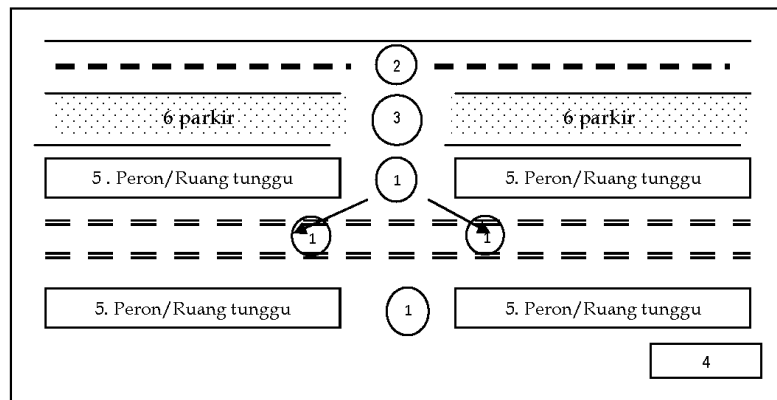 2
6 parkir
3
6 parkir
5 . Peron/Ruang tunggu
1
5. Peron/Ruang tunggu
1
1
5. Peron/Ruang tunggu
1
5. Peron/Ruang tunggu
4